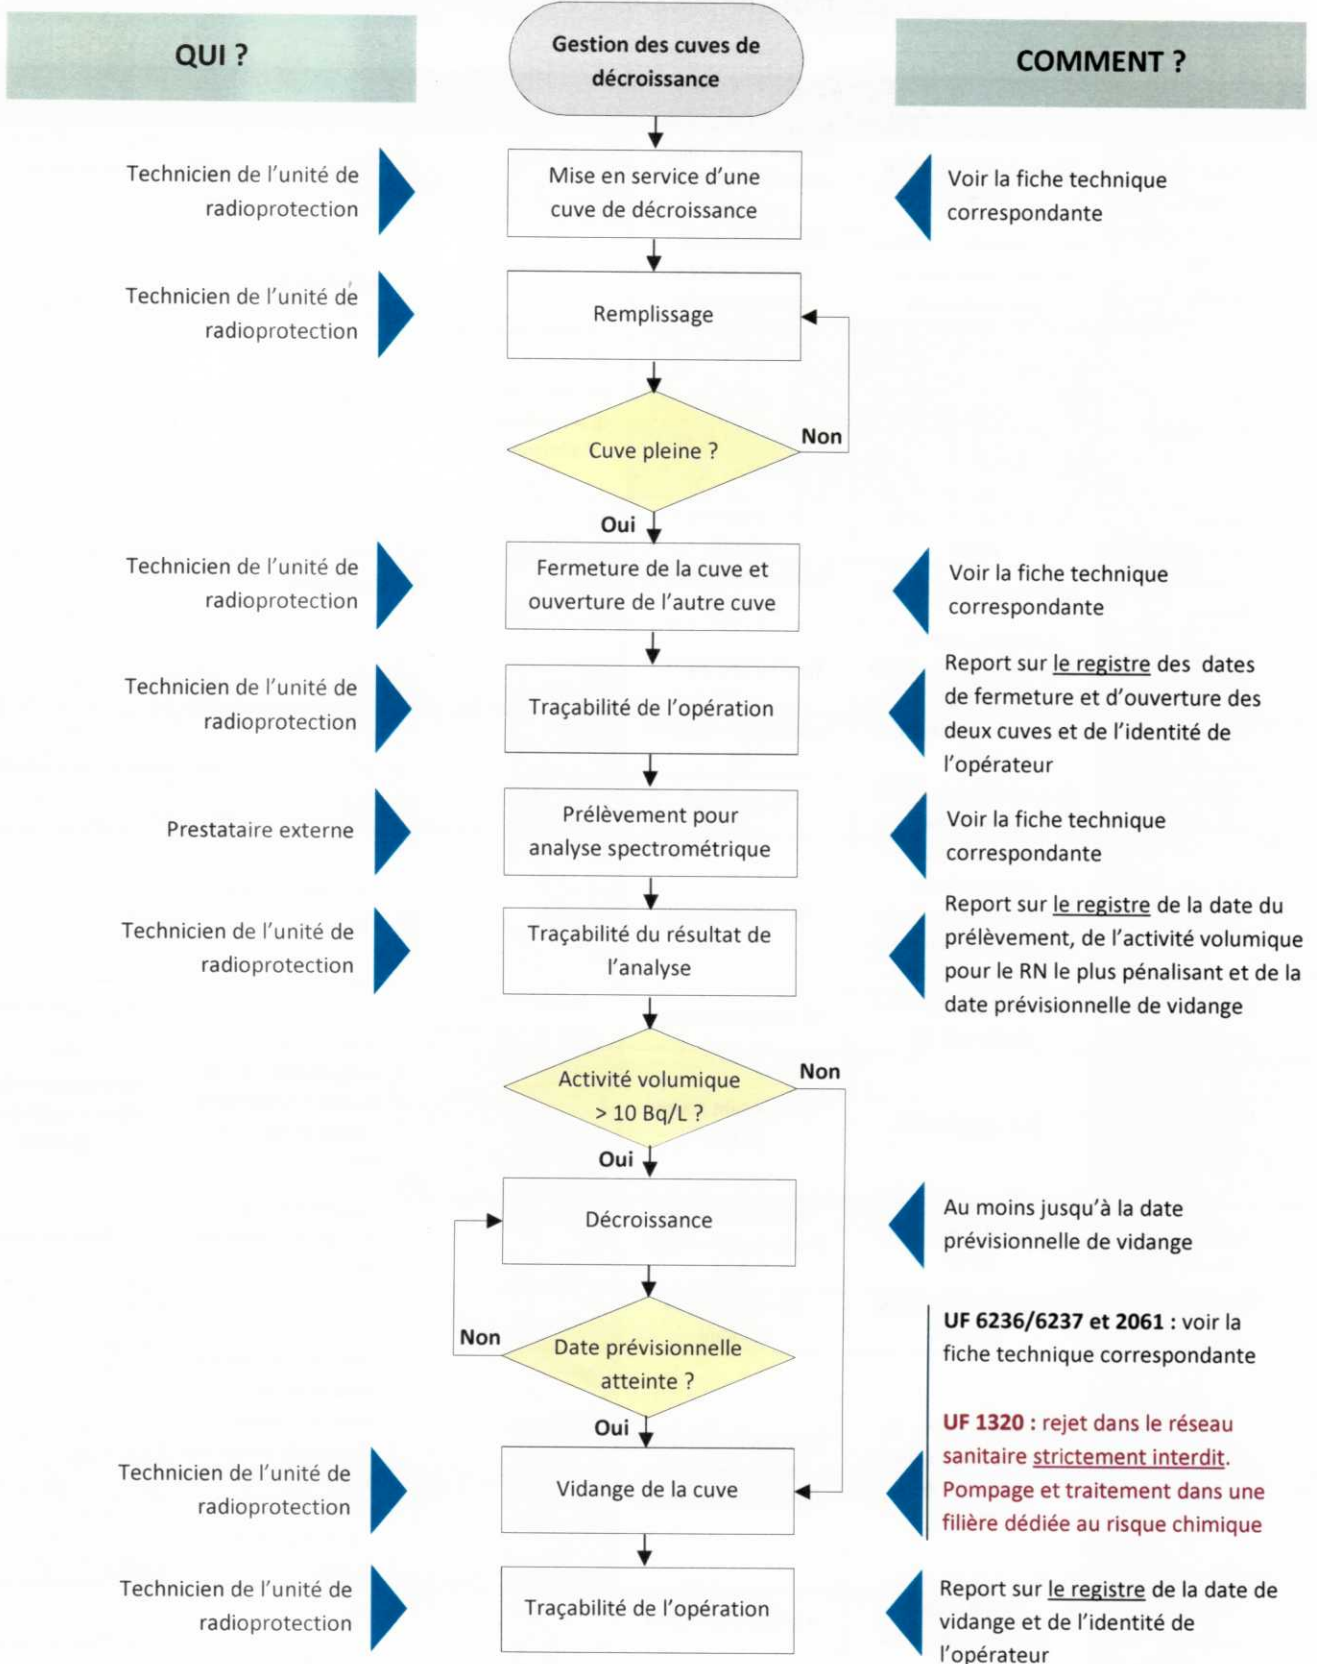 QUI ?
Gestion des cuves de
décroissance
COMMENT ?
Technicien de l'unité de
radioprotection
Mise en service d'une
cuve de décroissance
Voir la fiche technique
correspondante
Technicien de l'unité de
radioprotection
Remplissage
Cuve pleine ?
Non
Oui
Technicien de l'unité de
radioprotection
Fermeture de la cuve et
ouverture de l'autre cuve
Voir la fiche technique
correspondante
Technicien de l'unité de
radioprotection
Traçabilité de l'opération
Report sur le registre des dates
de fermeture et d'ouverture des
deux cuves et de l'identité de
l'opérateur
Prestataire externe
Prélèvement pour
analyse spectrométrique
Voir la fiche technique
correspondante
Technicien de l'unité de
radioprotection
Traçabilité du résultat de
l'analyse
Report sur le registre de la date du
prélèvement, de l'activité volumique
pour le RN le plus pénalisant et de la
date prévisionnelle de vidange
Activité volumique
> 10 Bq/L ?
Non
Oui
Décroissance
Au moins jusqu'à la date
prévisionnelle de vidange
Date prévisionnelle
atteinte ?
Non
Oui
UF 6236/6237 et 2061 : voir la
fiche technique correspondante
UF 1320 : rejet dans le réseau
sanitaire strictement interdit.
Pompage et traitement dans une
filière dédiée au risque chimique
Technicien de l'unité de
radioprotection
Vidange de la cuve
Technicien de l'unité de
radioprotection
Traçabilité de l'opération
Report sur le registre de la date de
vidange et de l'identité de
l'opérateur